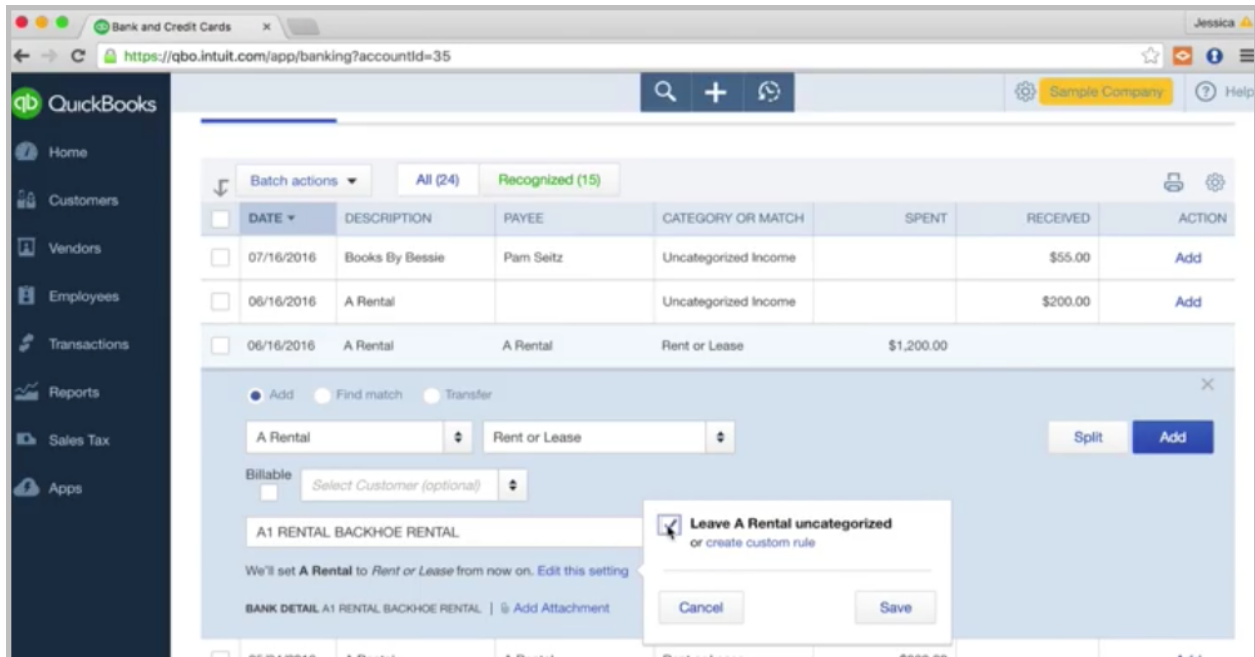 Bank and Credit Cards
Jessica
https://qbo.intuit.com/app/banking?accountId=35
qb QuickBooks
Sample Company
Help
Home
Customers
Vendors
Employees
Transactions
Reports
Sales Tax
Apps
Batch actions All (24) Recognized (15)
DATE DESCRIPTION PAYEE CATEGORY OR MATCH SPENT RECEIVED ACTION
07/16/2016 Books By Bessie Pam Seitz Uncategorized Income $55.00 Add
06/16/2016 A Rental Uncategorized Income $200.00 Add
06/16/2016 A Rental A Rental Rent or Lease $1,200.00
Add Find match Transfer
A Rental Rent or Lease Split Add
Billable
Select Customer (optional)
A1 RENTAL BACKHOE RENTAL
We'll set A Rental to Rent or Lease from now on. Edit this setting
BANK DETAIL A1 RENTAL BACKHOE RENTAL | Add Attachment
Leave A Rental uncategorized
or create custom rule
Cancel Save